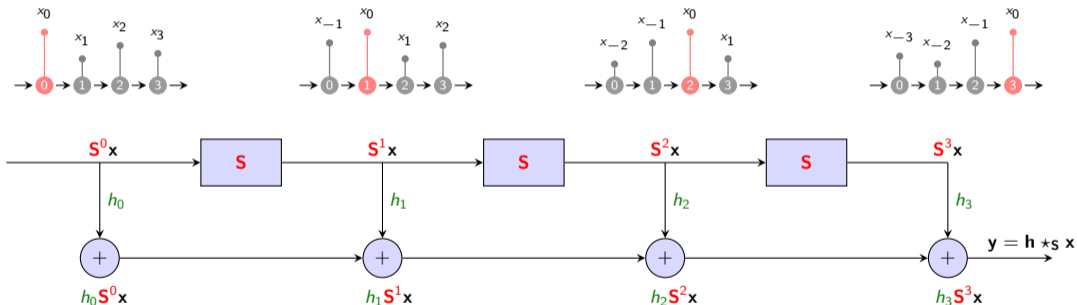 x₀ x₁ x₂ x₃
0 1 2 3
x₋₁ x₀ x₁ x₂
0 1 2 3
x₋₂ x₋₁ x₀ x₁
0 1 2 3
x₋₃ x₋₂ x₋₁ x₀
0 1 2 3
S⁰x S S¹x S S²x S S³x
h₀ h₁ h₂ h₃
+ + + + y = h ⋆_S x
h₀S⁰x h₁S¹x h₂S²x h₃S³x